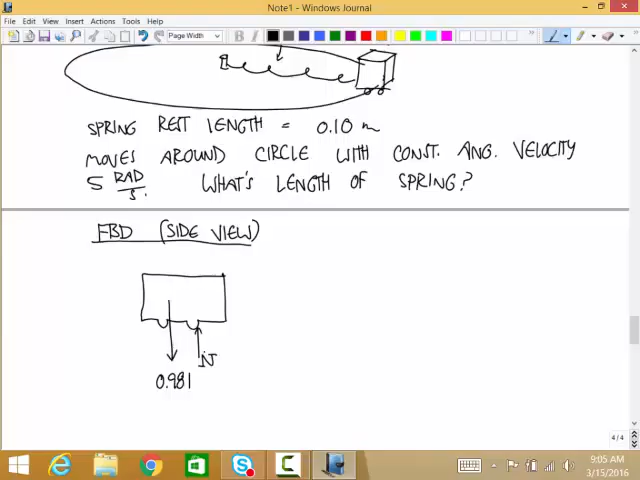 Note1 - Windows Journal
File Edit View Insert Actions Tools Help
Page Width
B
SPRING REST LENGTH = 0.10 m
MOVES AROUND CIRCLE WITH CONST. ANG. VELOCITY
5 RAD/S. WHAT'S LENGTH OF SPRING?
FBD (SIDE VIEW)
N
0.981
4/4
9:05 AM
3/15/2016